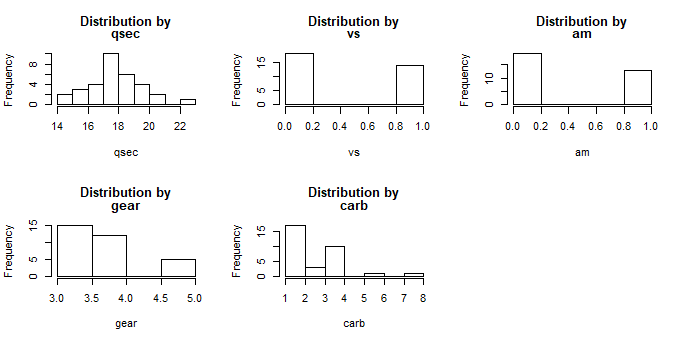 Distribution by
qsec
Frequency
0
4
8
14 16 18 20 22
qsec
Distribution by
vs
Frequency
0
5
15
0.0 0.2 0.4 0.6 0.8 1.0
vs
Distribution by
am
Frequency
0
10
0.0 0.2 0.4 0.6 0.8 1.0
am
Distribution by
gear
Frequency
0
5
15
3.0 3.5 4.0 4.5 5.0
gear
Distribution by
carb
Frequency
0
5
15
1 2 3 4 5 6 7 8
carb